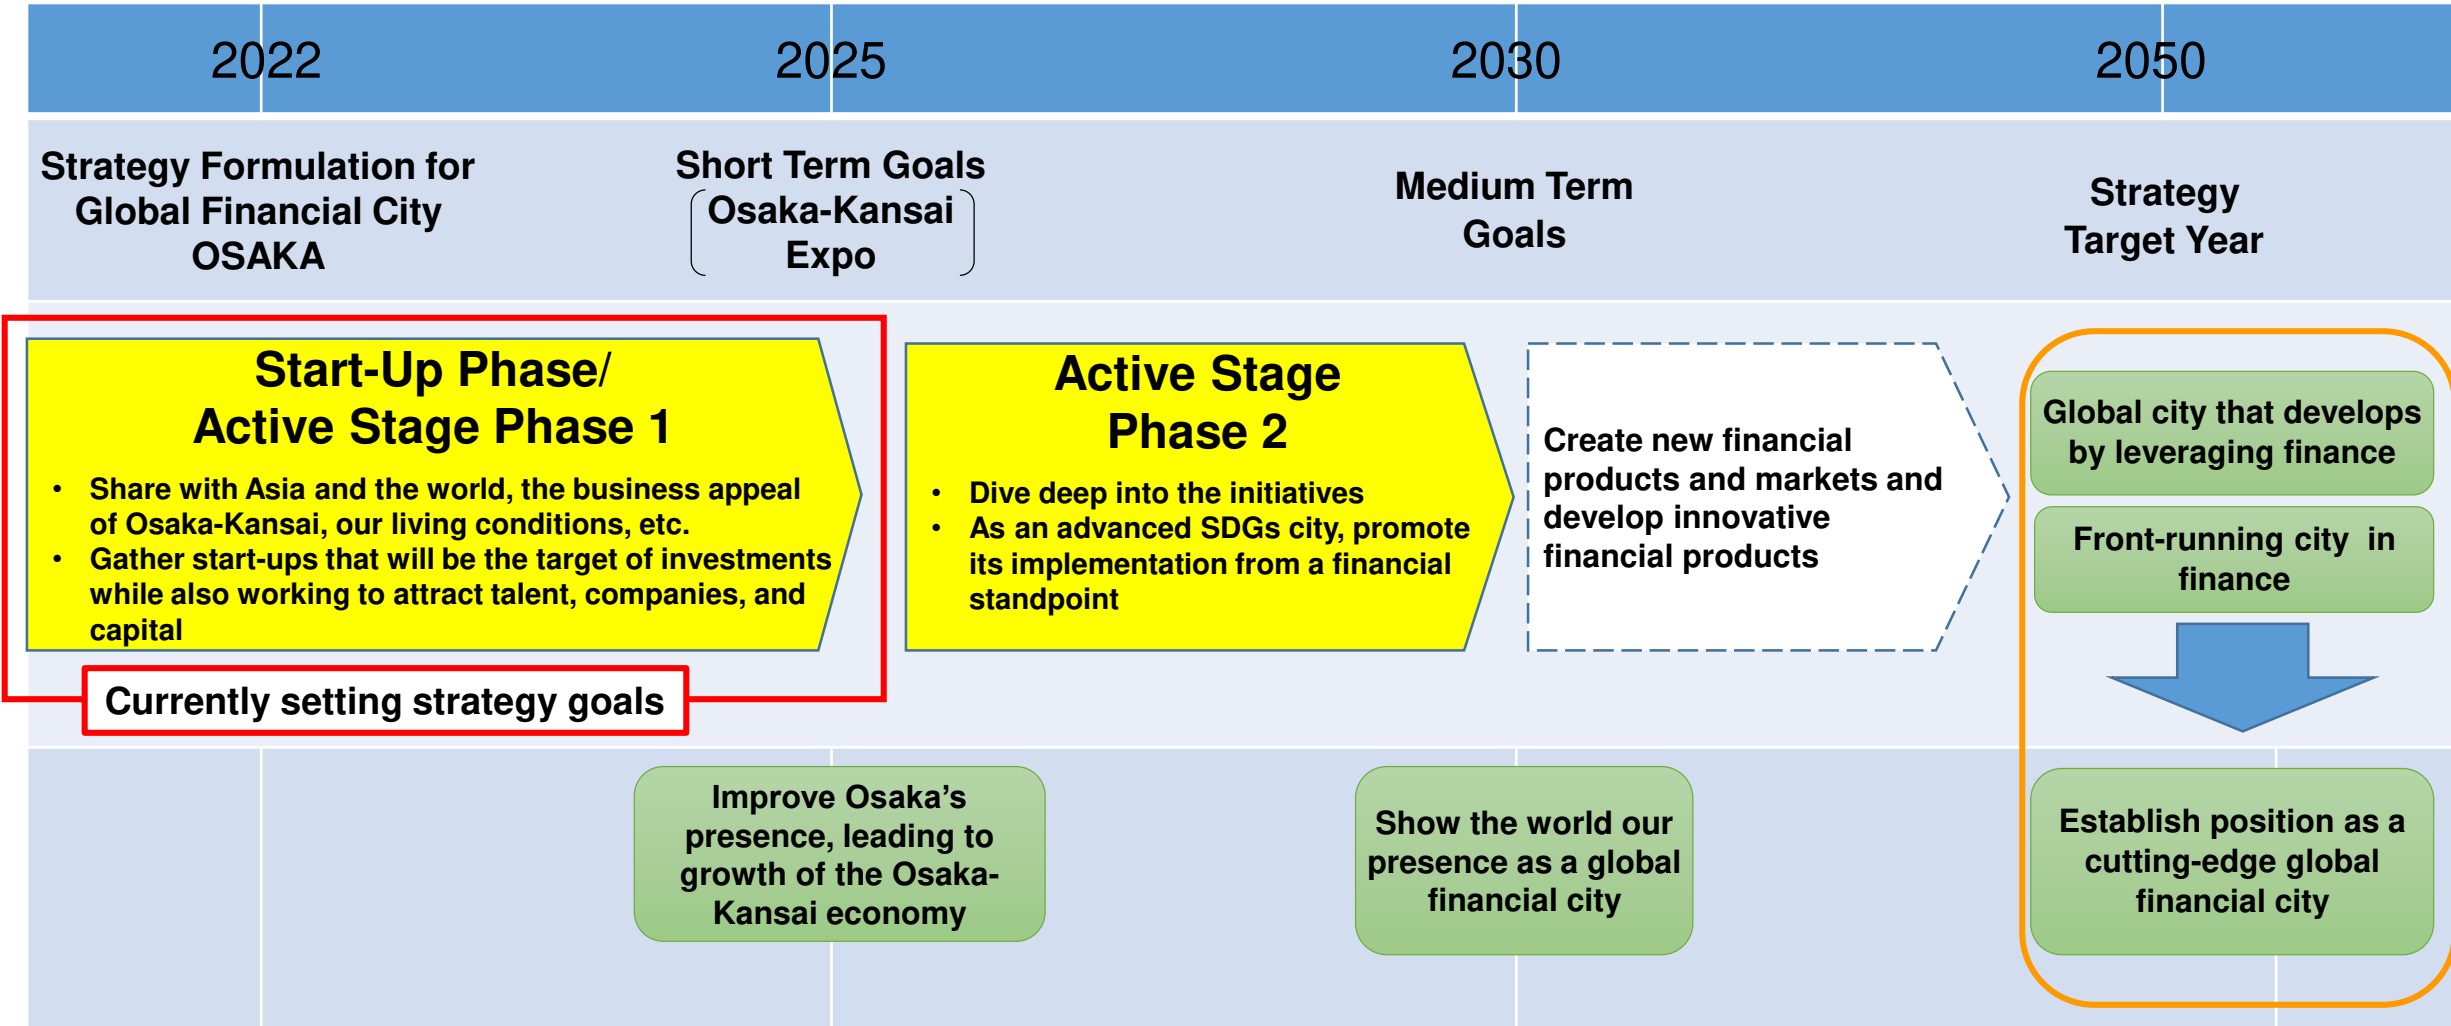 2022
2025
2030
2050
Strategy Formulation for
Global Financial City
OSAKA
Short Term Goals
Osaka-Kansai
Expo
Medium Term
Goals
Strategy
Target Year
Start-Up Phase/
Active Stage Phase 1
• Share with Asia and the world, the business appeal
of Osaka-Kansai, our living conditions, etc.
• Gather start-ups that will be the target of investments
while also working to attract talent, companies, and
capital
Currently setting strategy goals
Active Stage
Phase 2
• Dive deep into the initiatives
• As an advanced SDGs city, promote
its implementation from a financial
standpoint
Create new financial
products and markets and
develop innovative
financial products
Global city that develops
by leveraging finance
Front-running city in
finance
Improve Osaka’s
presence, leading to
growth of the Osaka-
Kansai economy
Show the world our
presence as a global
financial city
Establish position as a
cutting-edge global
financial city